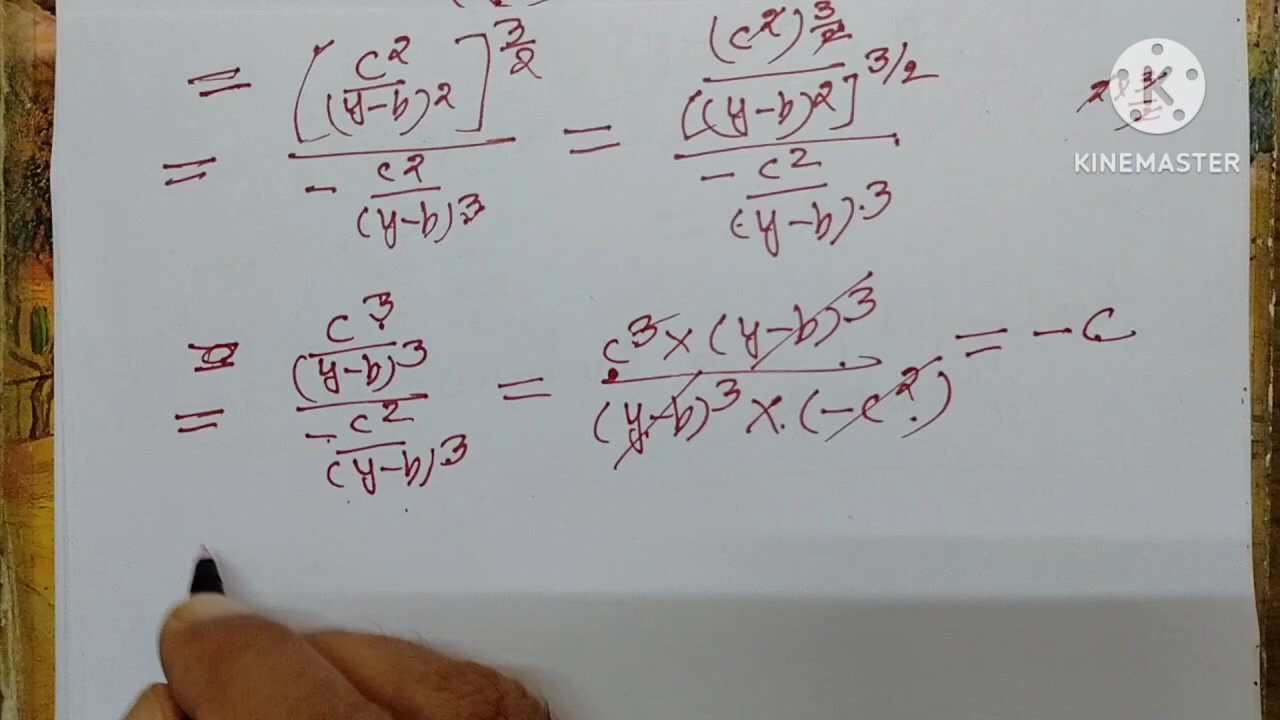 = [c²/(y-b)²]^3/2 / -c²/(y-b)³ = (c²)^3/2 / [(y-b)²]^3/2 / -c²/(y-b)³
= c³/(y-b)³ / -c²/(y-b)³ = c³×(y-b)³ / (y-b)³×(-c²) = -c
K
KINEMASTER